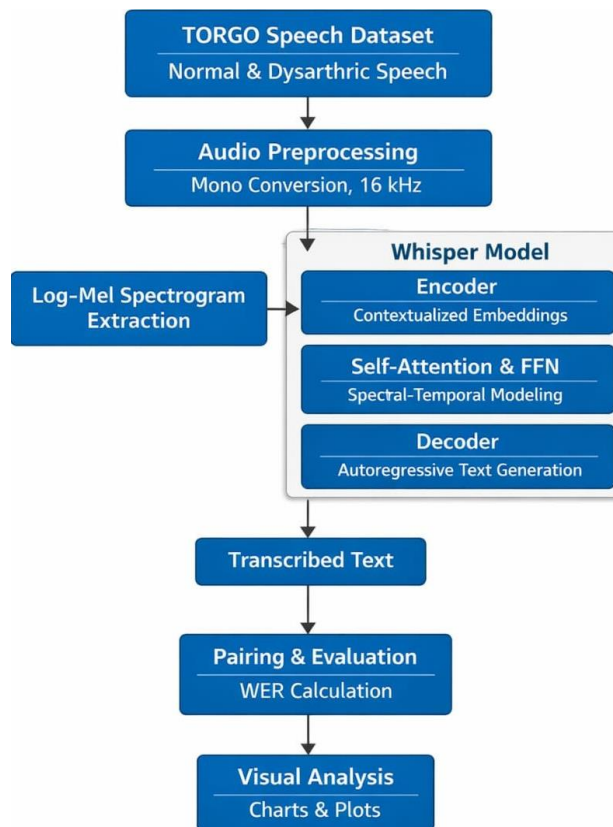 TORGO Speech Dataset
Normal & Dysarthric Speech
Audio Preprocessing
Mono Conversion, 16 kHz
Log-Mel Spectrogram
Extraction
Whisper Model
Encoder
Contextualized Embeddings
Self-Attention & FFN
Spectral-Temporal Modeling
Decoder
Autoregressive Text Generation
Transcribed Text
Pairing & Evaluation
WER Calculation
Visual Analysis
Charts & Plots